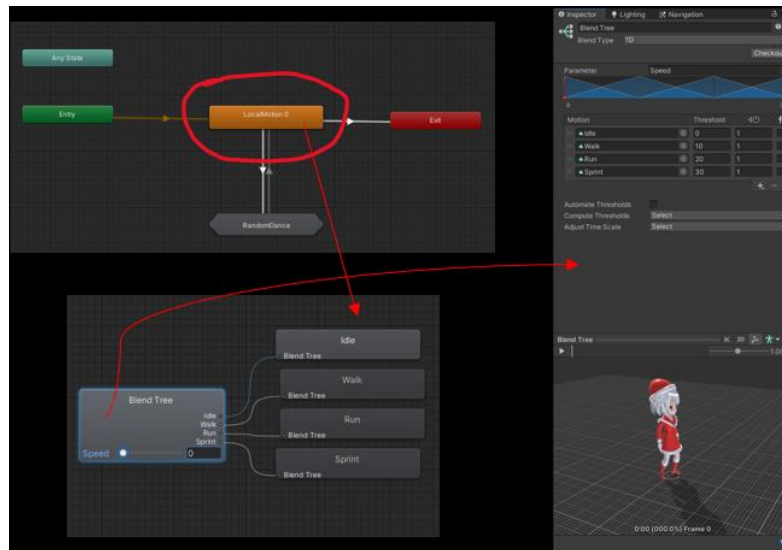 Any State
Entry
LocalMotion 0
Exit
RandomDance
Blend Tree
Idle
Walk
Run
Sprint
Speed 0
Idle
Blend Tree
Walk
Blend Tree
Run
Blend Tree
Sprint
Blend Tree
Inspector Lighting Navigation
Blend Tree
Blend Type 1D
Checkou
Parameter Speed
0
Motion Threshold
Idle 0 1
Walk 10 1
Run 20 1
Sprint 30 1
Automate Thresholds
Compute Thresholds Select
Adjust Time Scale Select
Blend Tree
1.00
0:00 (000.0%) Frame 0